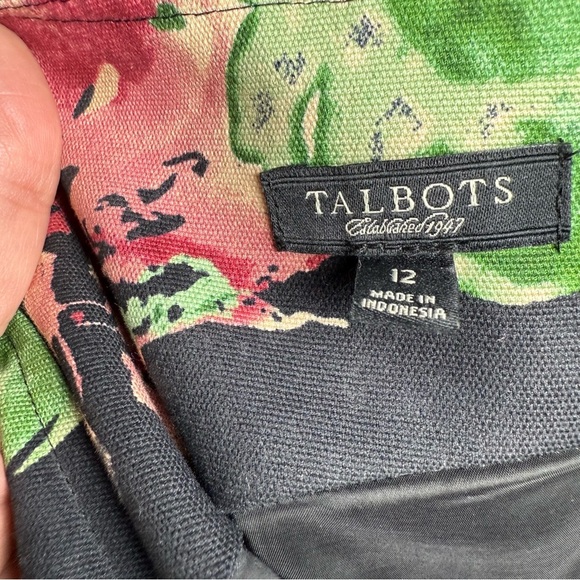 TALBOTS
Established 1947
12
MADE IN
INDONESIA